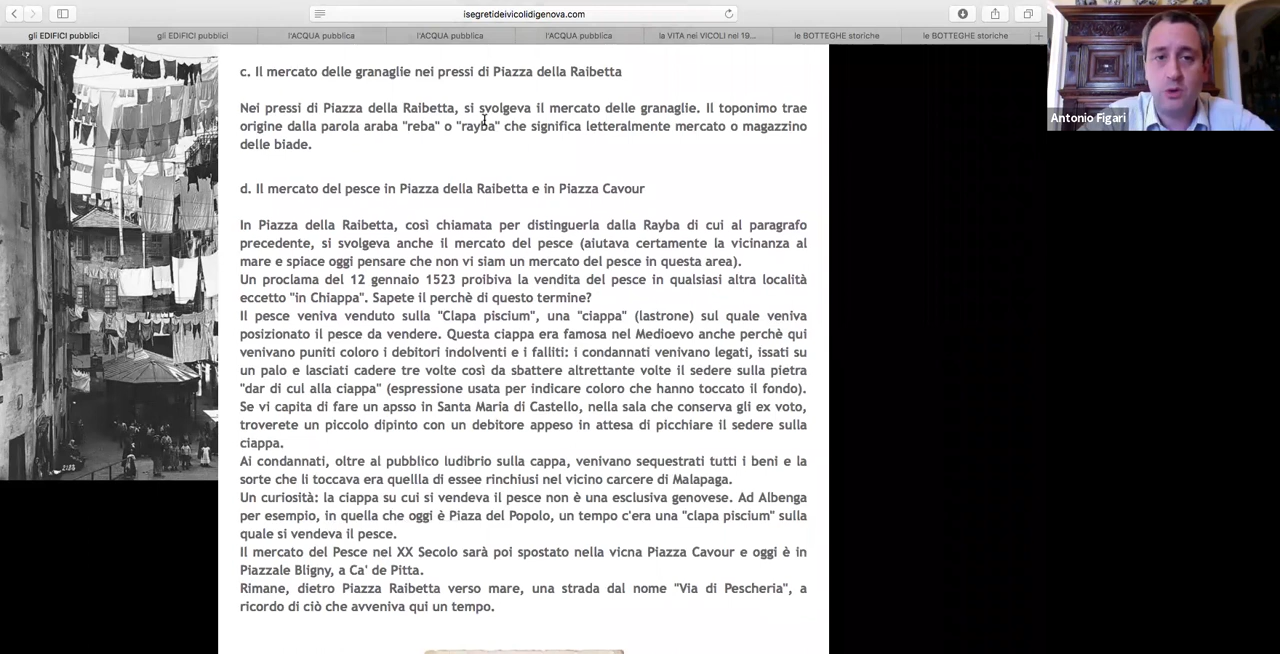 isegretideivicolidigenova.com
gli EDIFICI pubblici
gli EDIFICI pubblici
l'ACQUA pubblica
l'ACQUA pubblica
l'ACQUA pubblica
la VITA nei VICOLI nel 19...
le BOTTEGHE storiche
le BOTTEGHE storiche
Antonio Figari
c. Il mercato delle granaglie nei pressi di Piazza della Raibetta
Nei pressi di Piazza della Raibetta, si svolgeva il mercato delle granaglie. Il toponimo trae
origine dalla parola araba "reba" o "rayba" che significa letteralmente mercato o magazzino
delle biade.
d. Il mercato del pesce in Piazza della Raibetta e in Piazza Cavour
In Piazza della Raibetta, così chiamata per distinguerla dalla Rayba di cui al paragrafo
precedente, si svolgeva anche il mercato del pesce (aiutava certamente la vicinanza al
mare e spiace oggi pensare che non vi siam un mercato del pesce in questa area).
Un proclama del 12 gennaio 1523 proibiva la vendita del pesce in qualsiasi altra località
eccetto "in Chiappa". Sapete il perchè di questo termine?
Il pesce veniva venduto sulla "Clapa piscium", una "ciappa" (lastrone) sul quale veniva
posizionato il pesce da vendere. Questa ciappa era famosa nel Medioevo anche perchè qui
venivano puniti coloro i debitori indolventi e i falliti: i condannati venivano legati, issati su
un palo e lasciati cadere tre volte così da sbattere altrettante volte il sedere sulla pietra
"dar di cul alla ciappa" (espressione usata per indicare coloro che hanno toccato il fondo).
Se vi capita di fare un apsso in Santa Maria di Castello, nella sala che conserva gli ex voto,
troverete un piccolo dipinto con un debitore appeso in attesa di picchiare il sedere sulla
ciappa.
Ai condannati, oltre al pubblico ludibrio sulla cappa, venivano sequestrati tutti i beni e la
sorte che li toccava era quellla di essee rinchiusi nel vicino carcere di Malapaga.
Un curiosità: la ciappa su cui si vendeva il pesce non è una esclusiva genovese. Ad Albenga
per esempio, in quella che oggi è Piaza del Popolo, un tempo c'era una "clapa piscium" sulla
quale si vendeva il pesce.
Il mercato del Pesce nel XX Secolo sarà poi spostato nella vicna Piazza Cavour e oggi è in
Piazzale Bligny, a Ca' de Pitta.
Rimane, dietro Piazza Raibetta verso mare, una strada dal nome "Via di Pescheria", a
ricordo di ciò che avveniva qui un tempo.